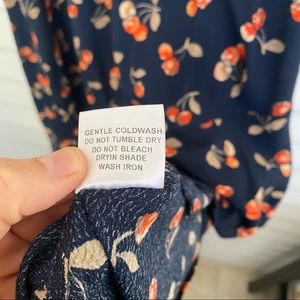 GENTLE COLDWASH
DO NOT TUMBLE DRY
DO NOT BLEACH
DRYIN SHADE
WASH IRON